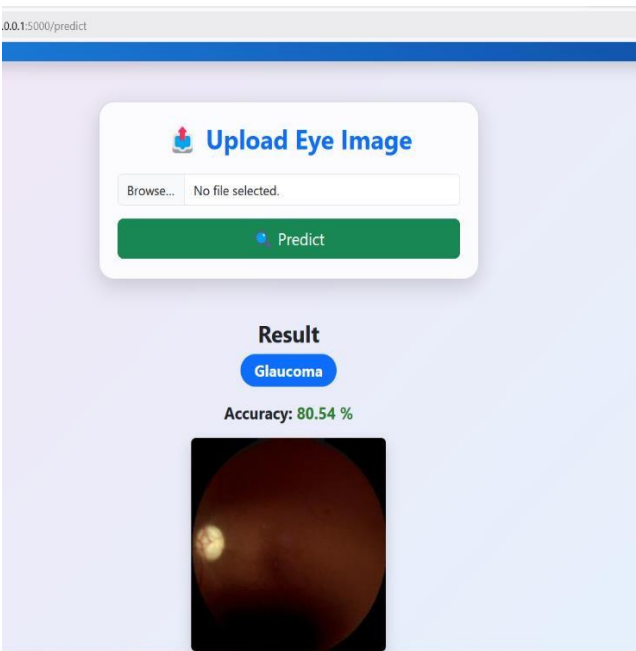 .0.0.1:5000/predict
Upload Eye Image
Browse... No file selected.
Predict
Result
Glaucoma
Accuracy: 80.54 %